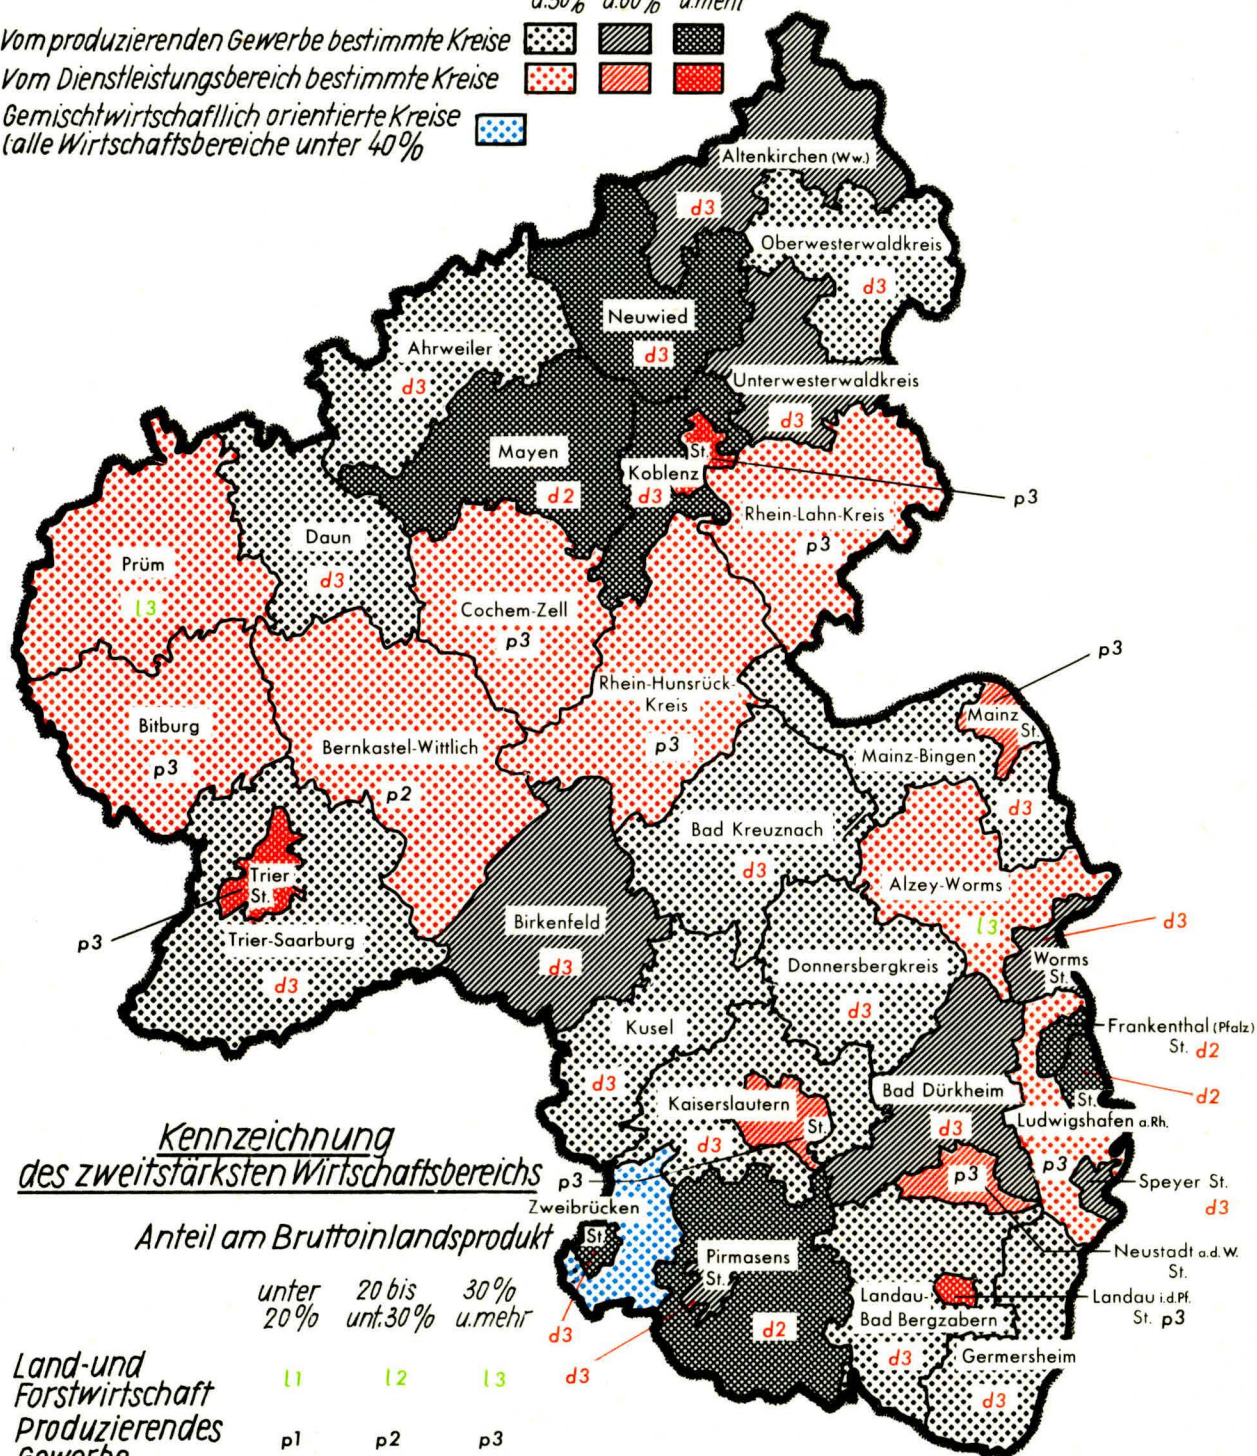 u.50% u.60% u.mehr
Vom produzierenden Gewerbe bestimmte Kreise
Vom Dienstleistungsbereich bestimmte Kreise
Gemischtwirtschaftlich orientierte Kreise
(alle Wirtschaftsbereiche unter 40%
Altenkirchen (Ww.)
d3
Oberwesterwaldkreis
d3
Neuwied
d3
Ahrweiler
d3
Unterwesterwaldkreis
d3
Mayen
d2
St.
Koblenz
d3
p3
Rhein-Lahn-Kreis
p3
Daun
d3
Prüm
l3
Cochem-Zell
p3
p3
Rhein-Hunsrück-
Kreis
p3
Bitburg
p3
Bernkastel-Wittlich
p2
Mainz
St.
Mainz-Bingen
d3
Bad Kreuznach
d3
Alzey-Worms
l3
Trier
St.
p3
Trier-Saarburg
d3
Birkenfeld
d3
d3
Worms
St.
Donnersbergkreis
d3
Kusel
d3
Frankenthal (Pfalz)
St. d2
d2
Bad Dürkheim
d3
St.
Ludwigshafen a.Rh.
p3
Kaiserslautern
St.
d3
p3
Kennzeichnung
des zweitstärksten Wirtschaftsbereichs
p3
Speyer St.
d3
Zweibrücken
St.
d3
Anteil am Bruttoinlandsprodukt
Pirmasens
St.
d2
d3
Neustadt a.d.W.
St.
Landau i.d.Pf.
St. p3
Landau-
Bad Bergzabern
d3
Germersheim
d3
unter 20 bis 30%
20% unt.30% u.mehr
Land-und
Forstwirtschaft l1 l2 l3
Produzierendes
Gewerbe p1 p2 p3